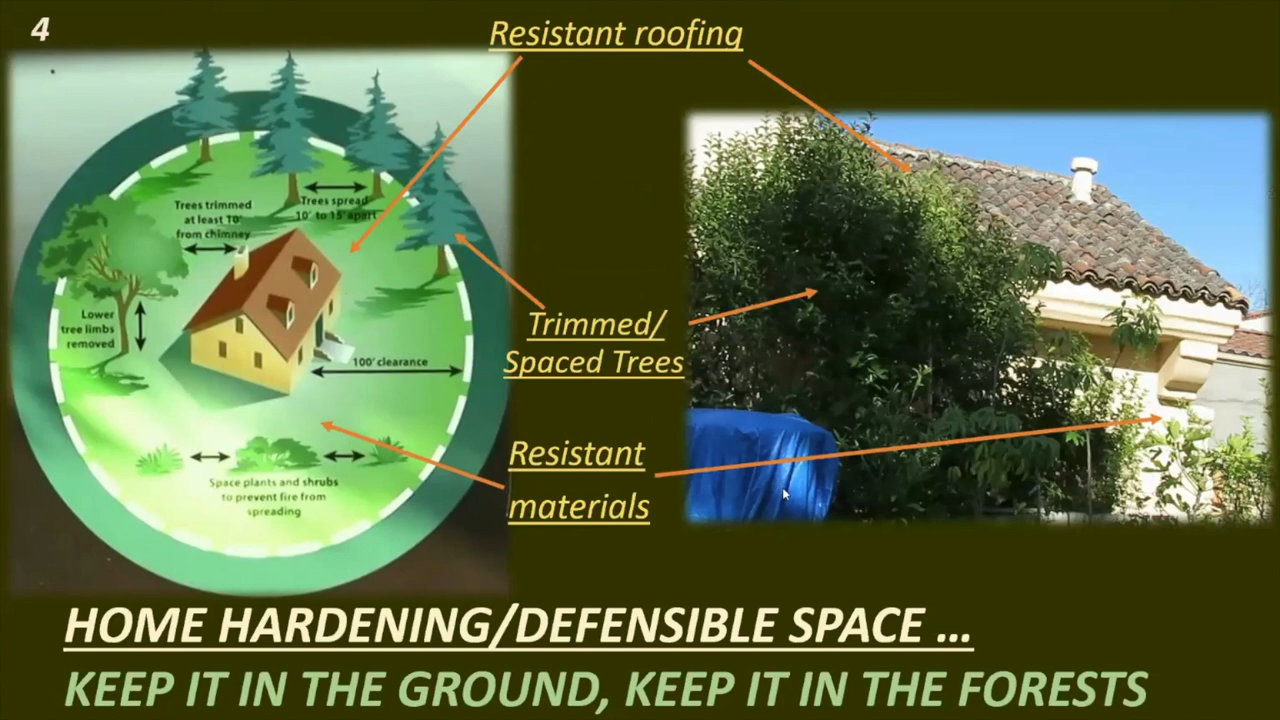 4
Resistant roofing
Trees trimmed
at least 10'
from chimney
Trees spread
10' to 15' apart
Lower
tree limbs
removed
100' clearance
Space plants and shrubs
to prevent fire from
spreading
Trimmed/
Spaced Trees
Resistant
materials
HOME HARDENING/DEFENSIBLE SPACE ...
KEEP IT IN THE GROUND, KEEP IT IN THE FORESTS